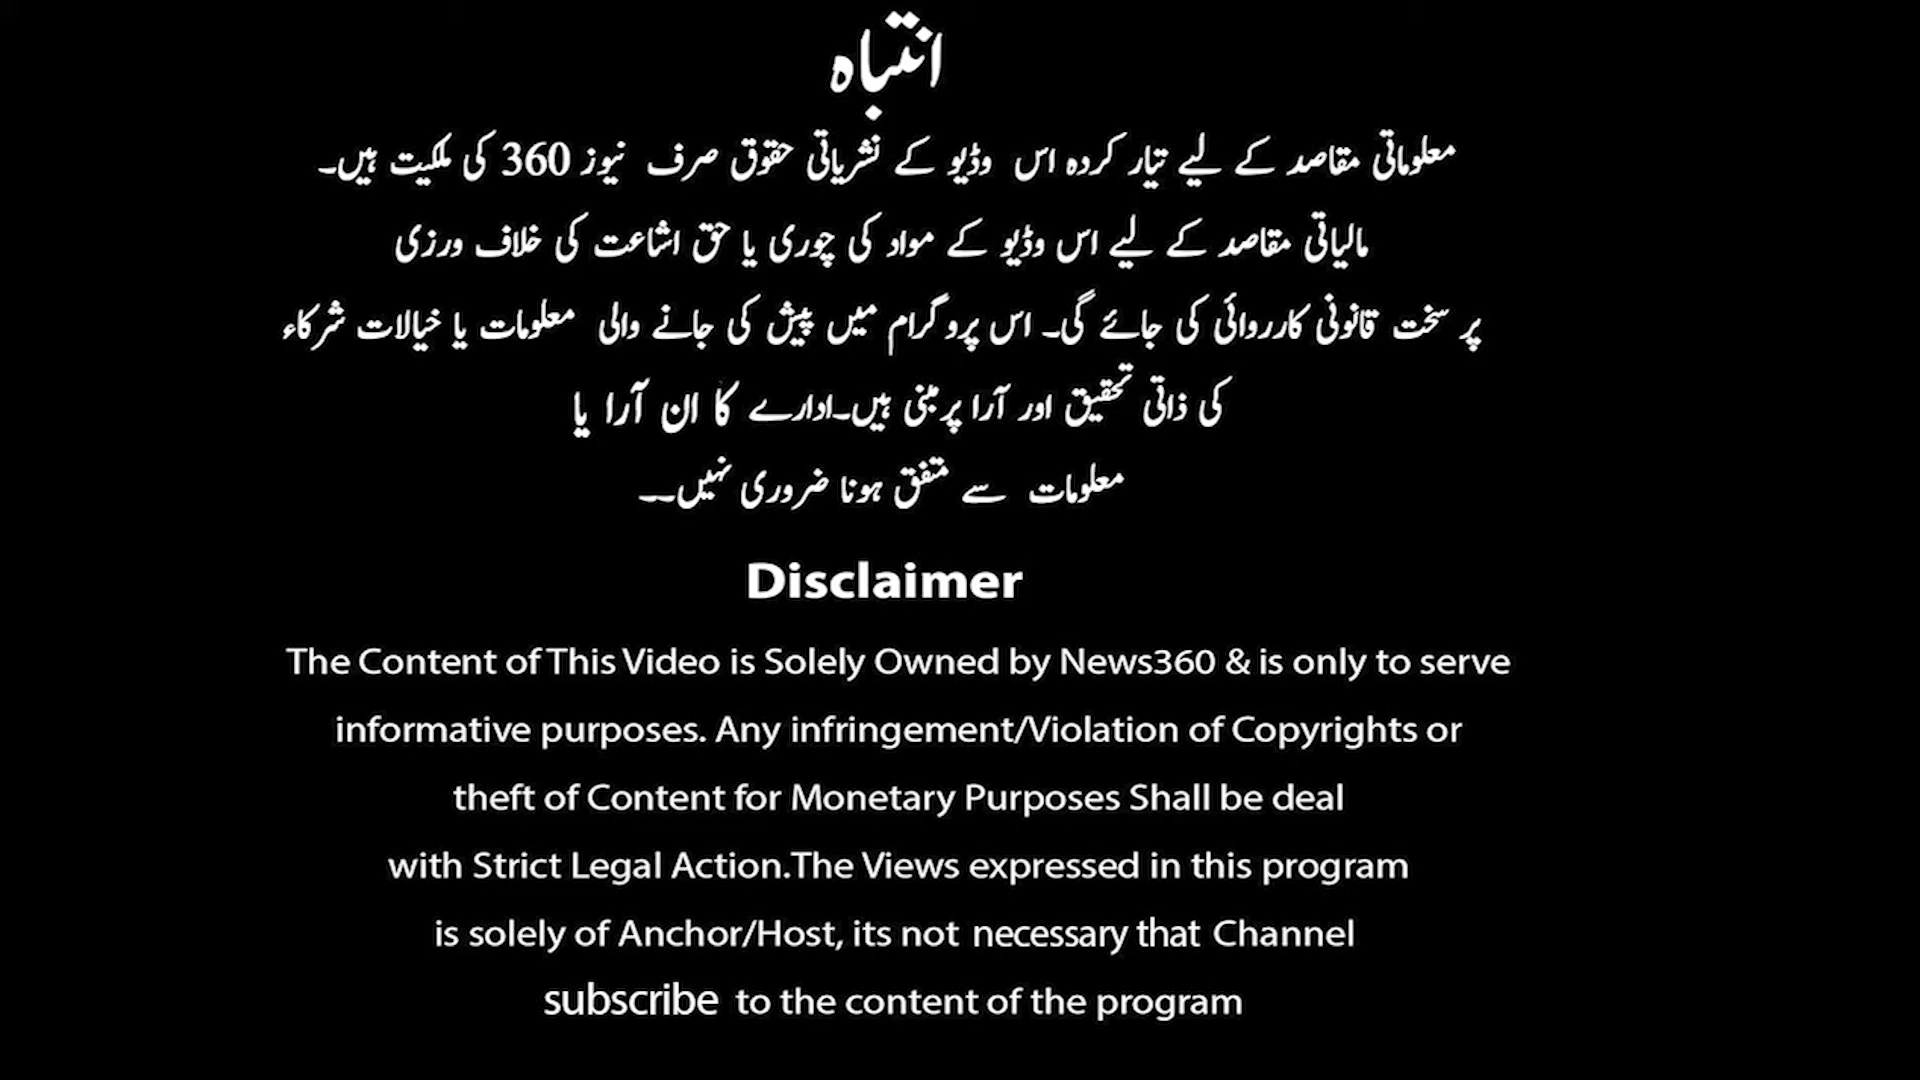 انتباہ
معلوماتی مقاصد کے لیے تیار کردہ اس وڈیو کے نشریاتی حقوق صرف نیوز 360 کی ملکیت ہیں۔
مالیاتی مقاصد کے لیے اس وڈیو کے مواد کی چوری یا حق اشاعت کی خلاف ورزی
پر سخت قانونی کارروائی کی جائے گی۔ اس پروگرام میں پیش کی جانے والی معلومات یا خیالات شرکاء
کی ذاتی تحقیق اور آرا پر مبنی ہیں۔ادارے کا ان آرا یا
معلومات سے متفق ہونا ضروری نہیں۔۔
Disclaimer
The Content of This Video is Solely Owned by News360 & is only to serve
informative purposes. Any infringement/Violation of Copyrights or
theft of Content for Monetary Purposes Shall be deal
with Strict Legal Action.The Views expressed in this program
is solely of Anchor/Host, its not necessary that Channel
subscribe to the content of the program